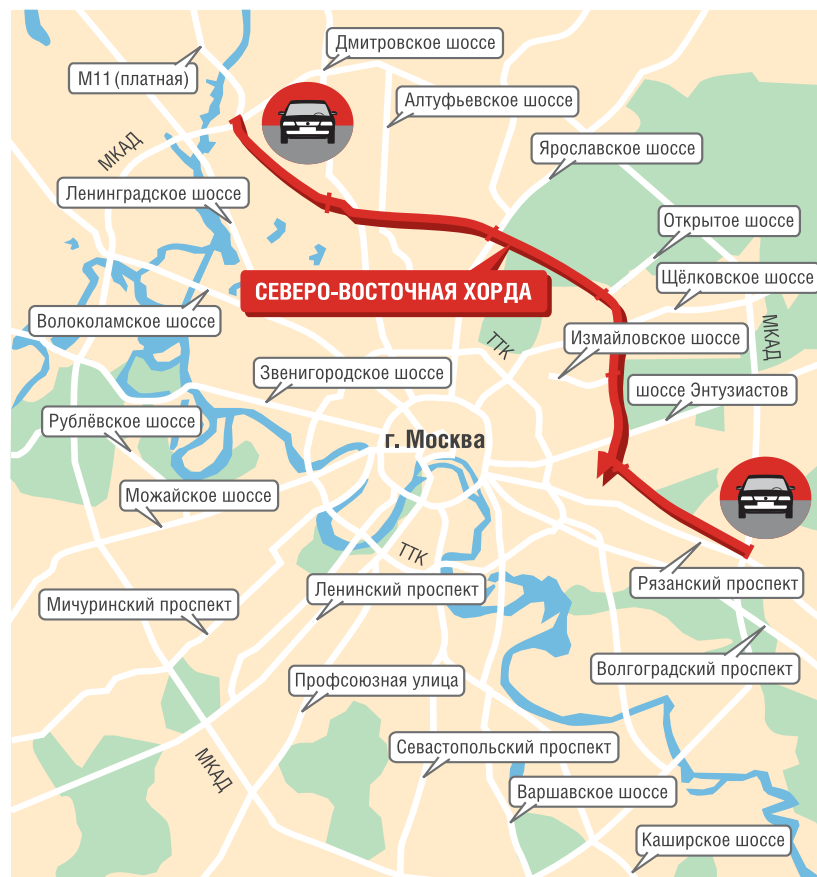 Дмитровское шоссе
М11 (платная)
Алтуфьевское шоссе
МКАД
Ярославское шоссе
Ленинградское шоссе
Открытое шоссе
Щёлковское шоссе
СЕВЕРО-ВОСТОЧНАЯ ХОРДА
Волоколамское шоссе
ТТК
Измайловское шоссе
МКАД
Звенигородское шоссе
шоссе Энтузиастов
Рублёвское шоссе
г. Москва
Можайское шоссе
ТТК
Рязанский проспект
Ленинский проспект
Мичуринский проспект
Волгоградский проспект
Профсоюзная улица
Севастопольский проспект
МКАД
Варшавское шоссе
Каширское шоссе